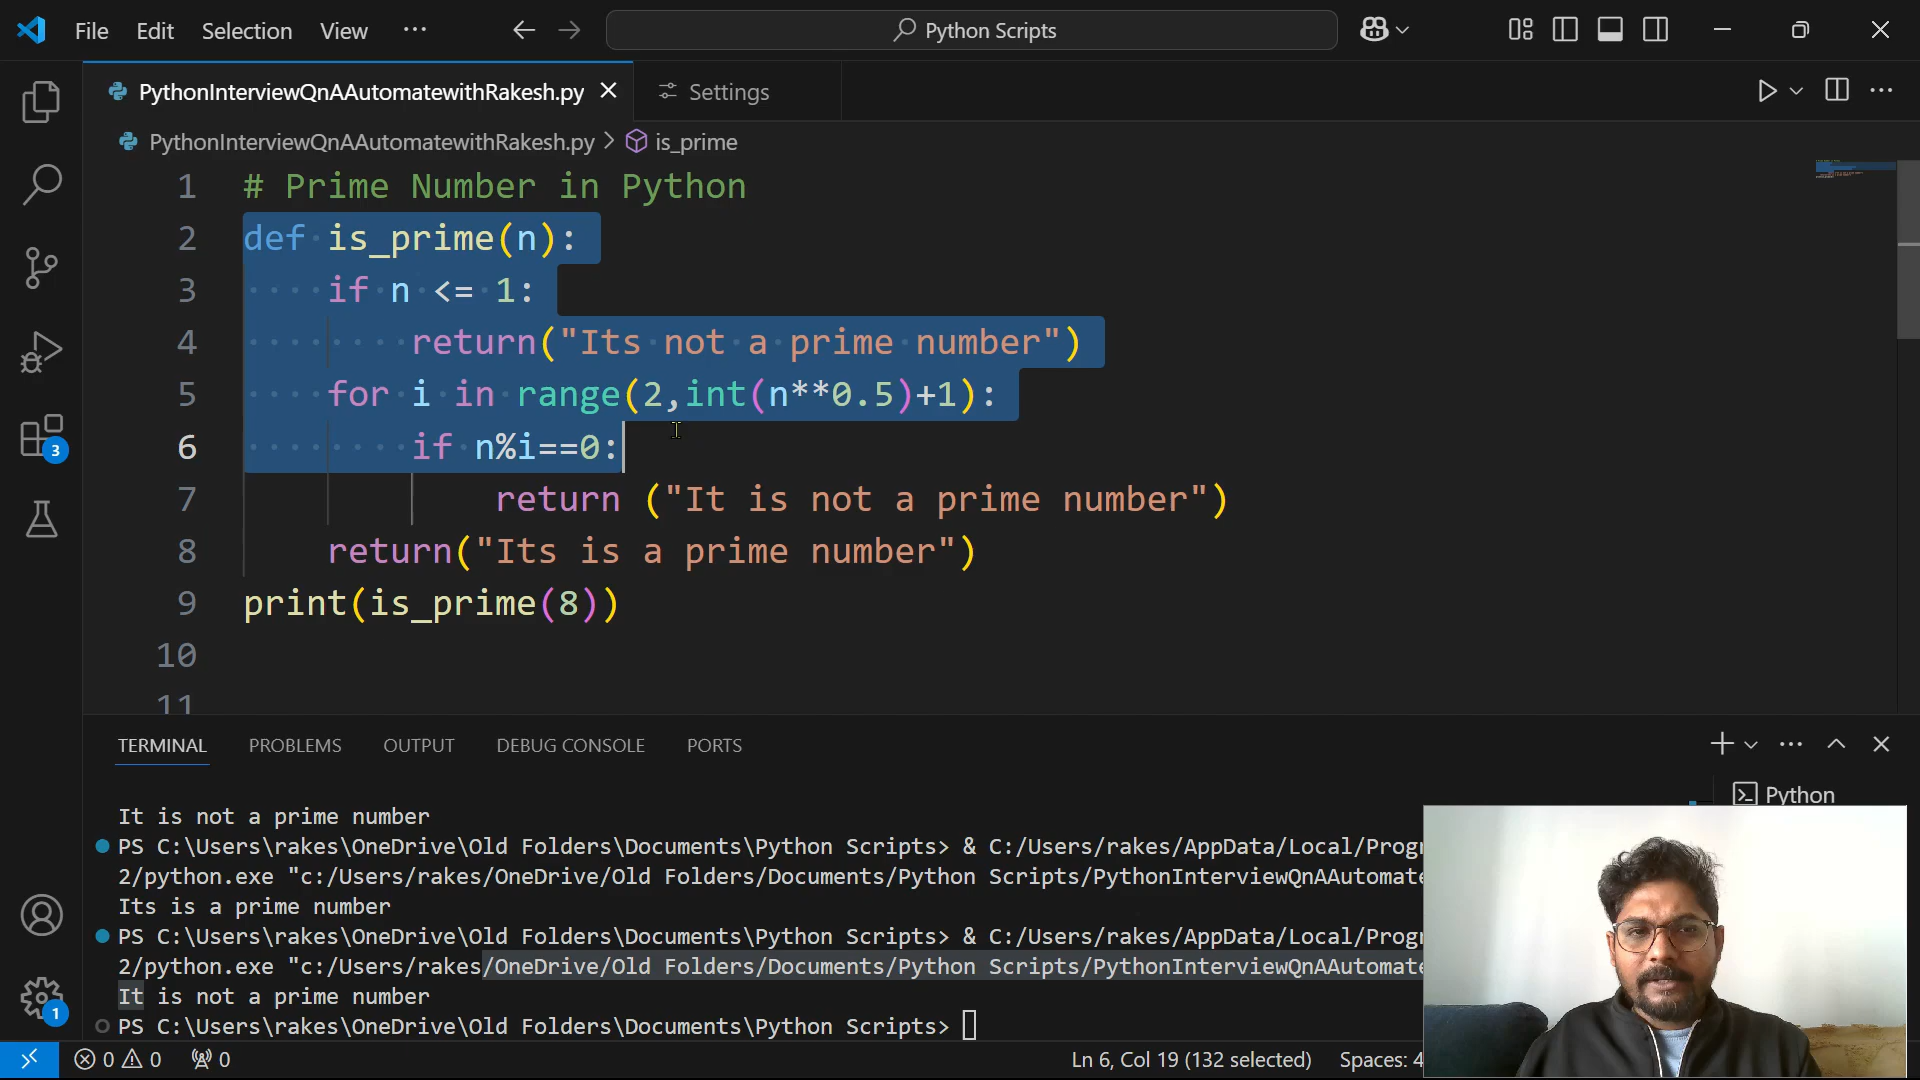 File Edit Selection View ··· Python Scripts
PythonInterviewQnAAutomatewithRakesh.py Settings
PythonInterviewQnAAutomatewithRakesh.py > is_prime
1 # Prime Number in Python
2 def is_prime(n):
3 if n <= 1:
4 return("Its not a prime number")
5 for i in range(2,int(n**0.5)+1):
6 if n%i==0:
7 return ("It is not a prime number")
8 return("Its is a prime number")
9 print(is_prime(8))
10
11
3
TERMINAL PROBLEMS OUTPUT DEBUG CONSOLE PORTS
Python
It is not a prime number
PS C:\Users\rakes\OneDrive\Old Folders\Documents\Python Scripts> & C:/Users/rakes/AppData/Local/Progr
2/python.exe "c:/Users/rakes/OneDrive/Old Folders/Documents/Python Scripts/PythonInterviewQnAAutomate
Its is a prime number
PS C:\Users\rakes\OneDrive\Old Folders\Documents\Python Scripts> & C:/Users/rakes/AppData/Local/Progr
2/python.exe "c:/Users/rakes/OneDrive/Old Folders/Documents/Python Scripts/PythonInterviewQnAAutomate
It is not a prime number
PS C:\Users\rakes\OneDrive\Old Folders\Documents\Python Scripts>
1
0 0 0 Ln 6, Col 19 (132 selected) Spaces: 4